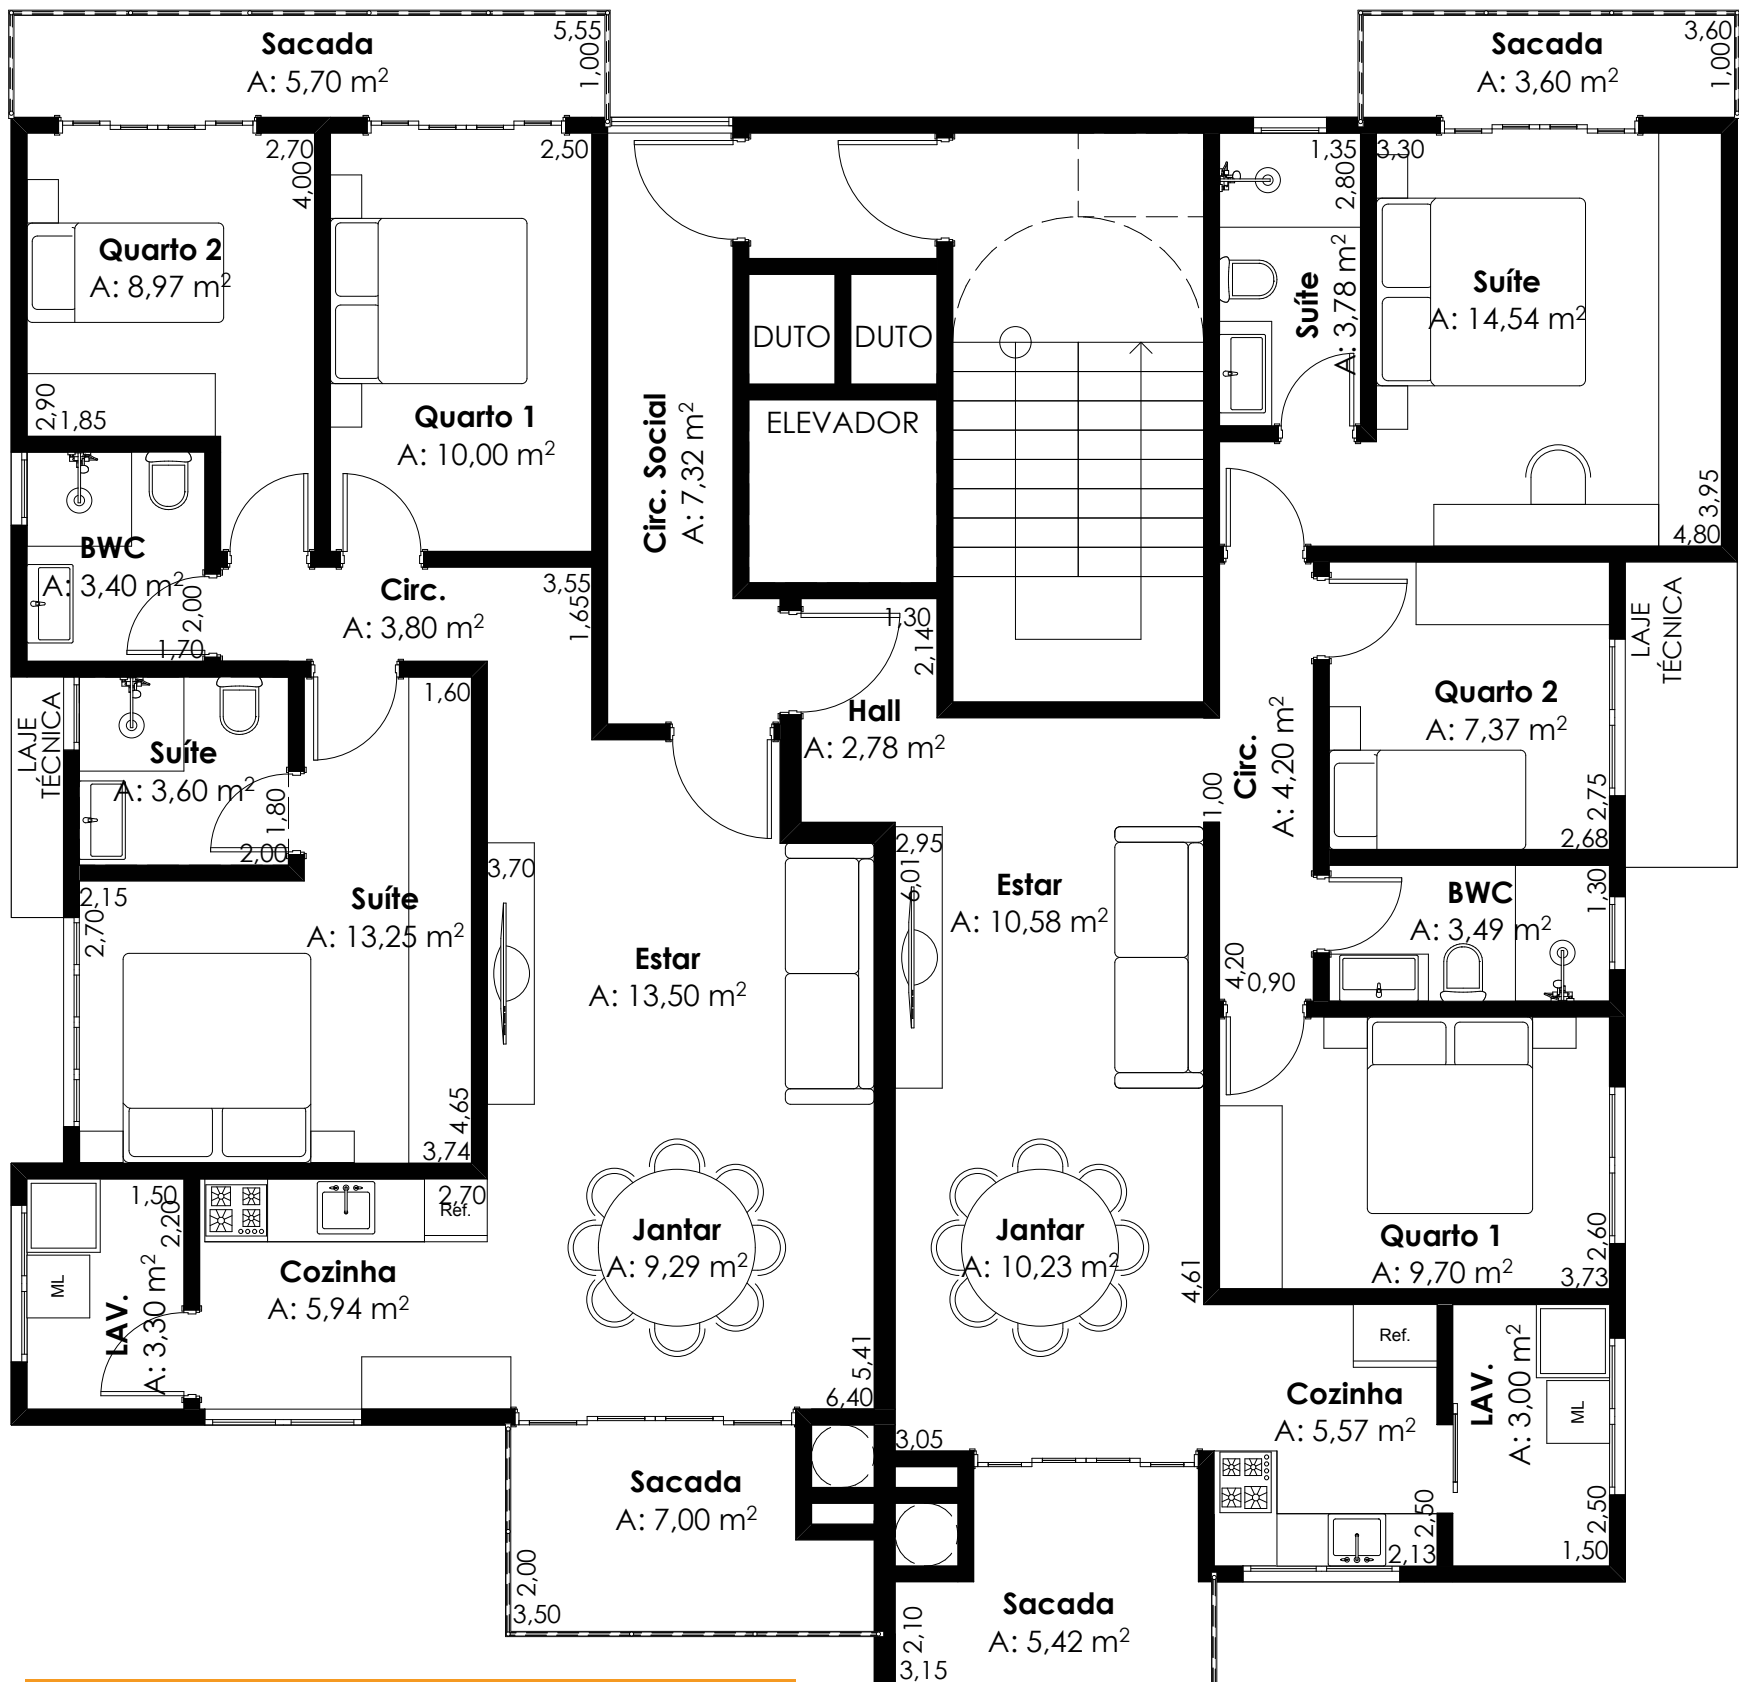 Sacada
A: 5,70 m²
5,55
1,00
Sacada
A: 3,60 m²
3,60
1,00
2,70
4,00
Quarto 2
A: 8,97 m²
2,90
1,85
2,50
Quarto 1
A: 10,00 m²
Circ. Social
A: 7,32 m²
DUTO
DUTO
ELEVADOR
1,35
2,80
Suíte
A: 3,78 m²
3,30
Suíte
A: 14,54 m²
3,95
4,80
BWC
A: 3,40 m²
2,00
1,70
Circ.
A: 3,80 m²
3,55
1,65
1,30
2,14
Hall
A: 2,78 m²
LAJE
TÉCNICA
Quarto 2
A: 7,37 m²
2,75
2,68
Circ.
A: 4,20 m²
1,00
LAJE
TÉCNICA
Suíte
A: 3,60 m²
1,80
2,00
1,60
2,15
2,70
Suíte
A: 13,25 m²
4,65
3,74
3,70
Estar
A: 13,50 m²
2,95
6,01
Estar
A: 10,58 m²
4,20
0,90
BWC
A: 3,49 m²
1,30
1,50
2,20
LAV.
A: 3,30 m²
ML
2,70
Ref.
Cozinha
A: 5,94 m²
Jantar
A: 9,29 m²
5,41
6,40
Jantar
A: 10,23 m²
4,61
Quarto 1
A: 9,70 m²
2,60
3,73
Ref.
Cozinha
A: 5,57 m²
2,50
2,13
LAV.
A: 3,00 m²
ML
2,50
1,50
3,05
Sacada
A: 7,00 m²
2,00
3,50
Sacada
A: 5,42 m²
2,10
3,15